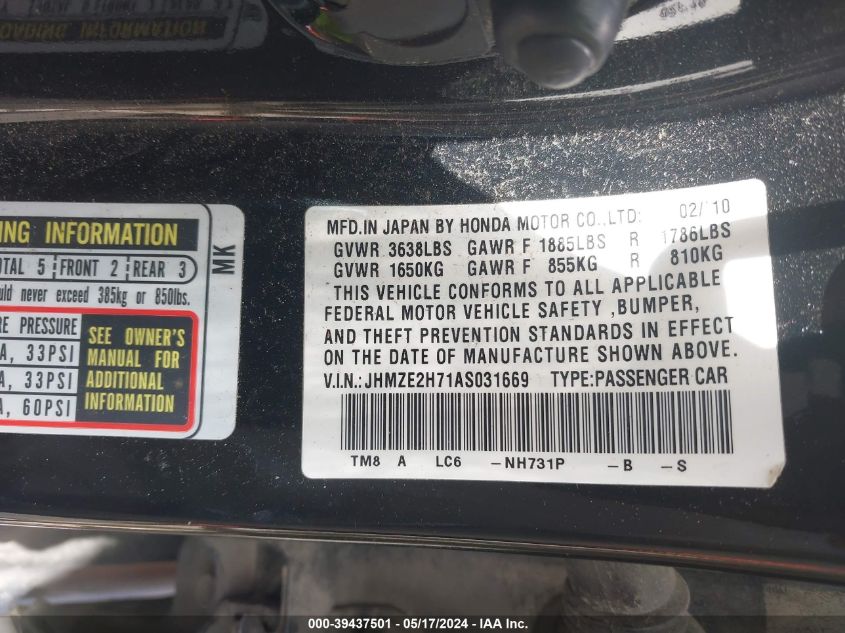 ING INFORMATION
OTAL 5 FRONT 2 REAR 3
uld never exceed 385kg or 850lbs.
RE PRESSURE
A, 33PSI
A, 33PSI
A, 60PSI
SEE OWNER'S
MANUAL FOR
ADDITIONAL
INFORMATION
MK
MFD.IN JAPAN BY HONDA MOTOR CO.,LTD: 02/10
GVWR 3638LBS GAWR F 1885LBS R 1786LBS
GVWR 1650KG GAWR F 855KG R 810KG
THIS VEHICLE CONFORMS TO ALL APPLICABLE
FEDERAL MOTOR VEHICLE SAFETY ,BUMPER,
AND THEFT PREVENTION STANDARDS IN EFFECT
ON THE DATE OF MANUFACTURE SHOWN ABOVE.
V.I.N.: JHMZE2H71AS031669 TYPE:PASSENGER CAR
TM8 A LC6 -NH731P -B -S
000-39437501 - 05/17/2024 - IAA Inc.